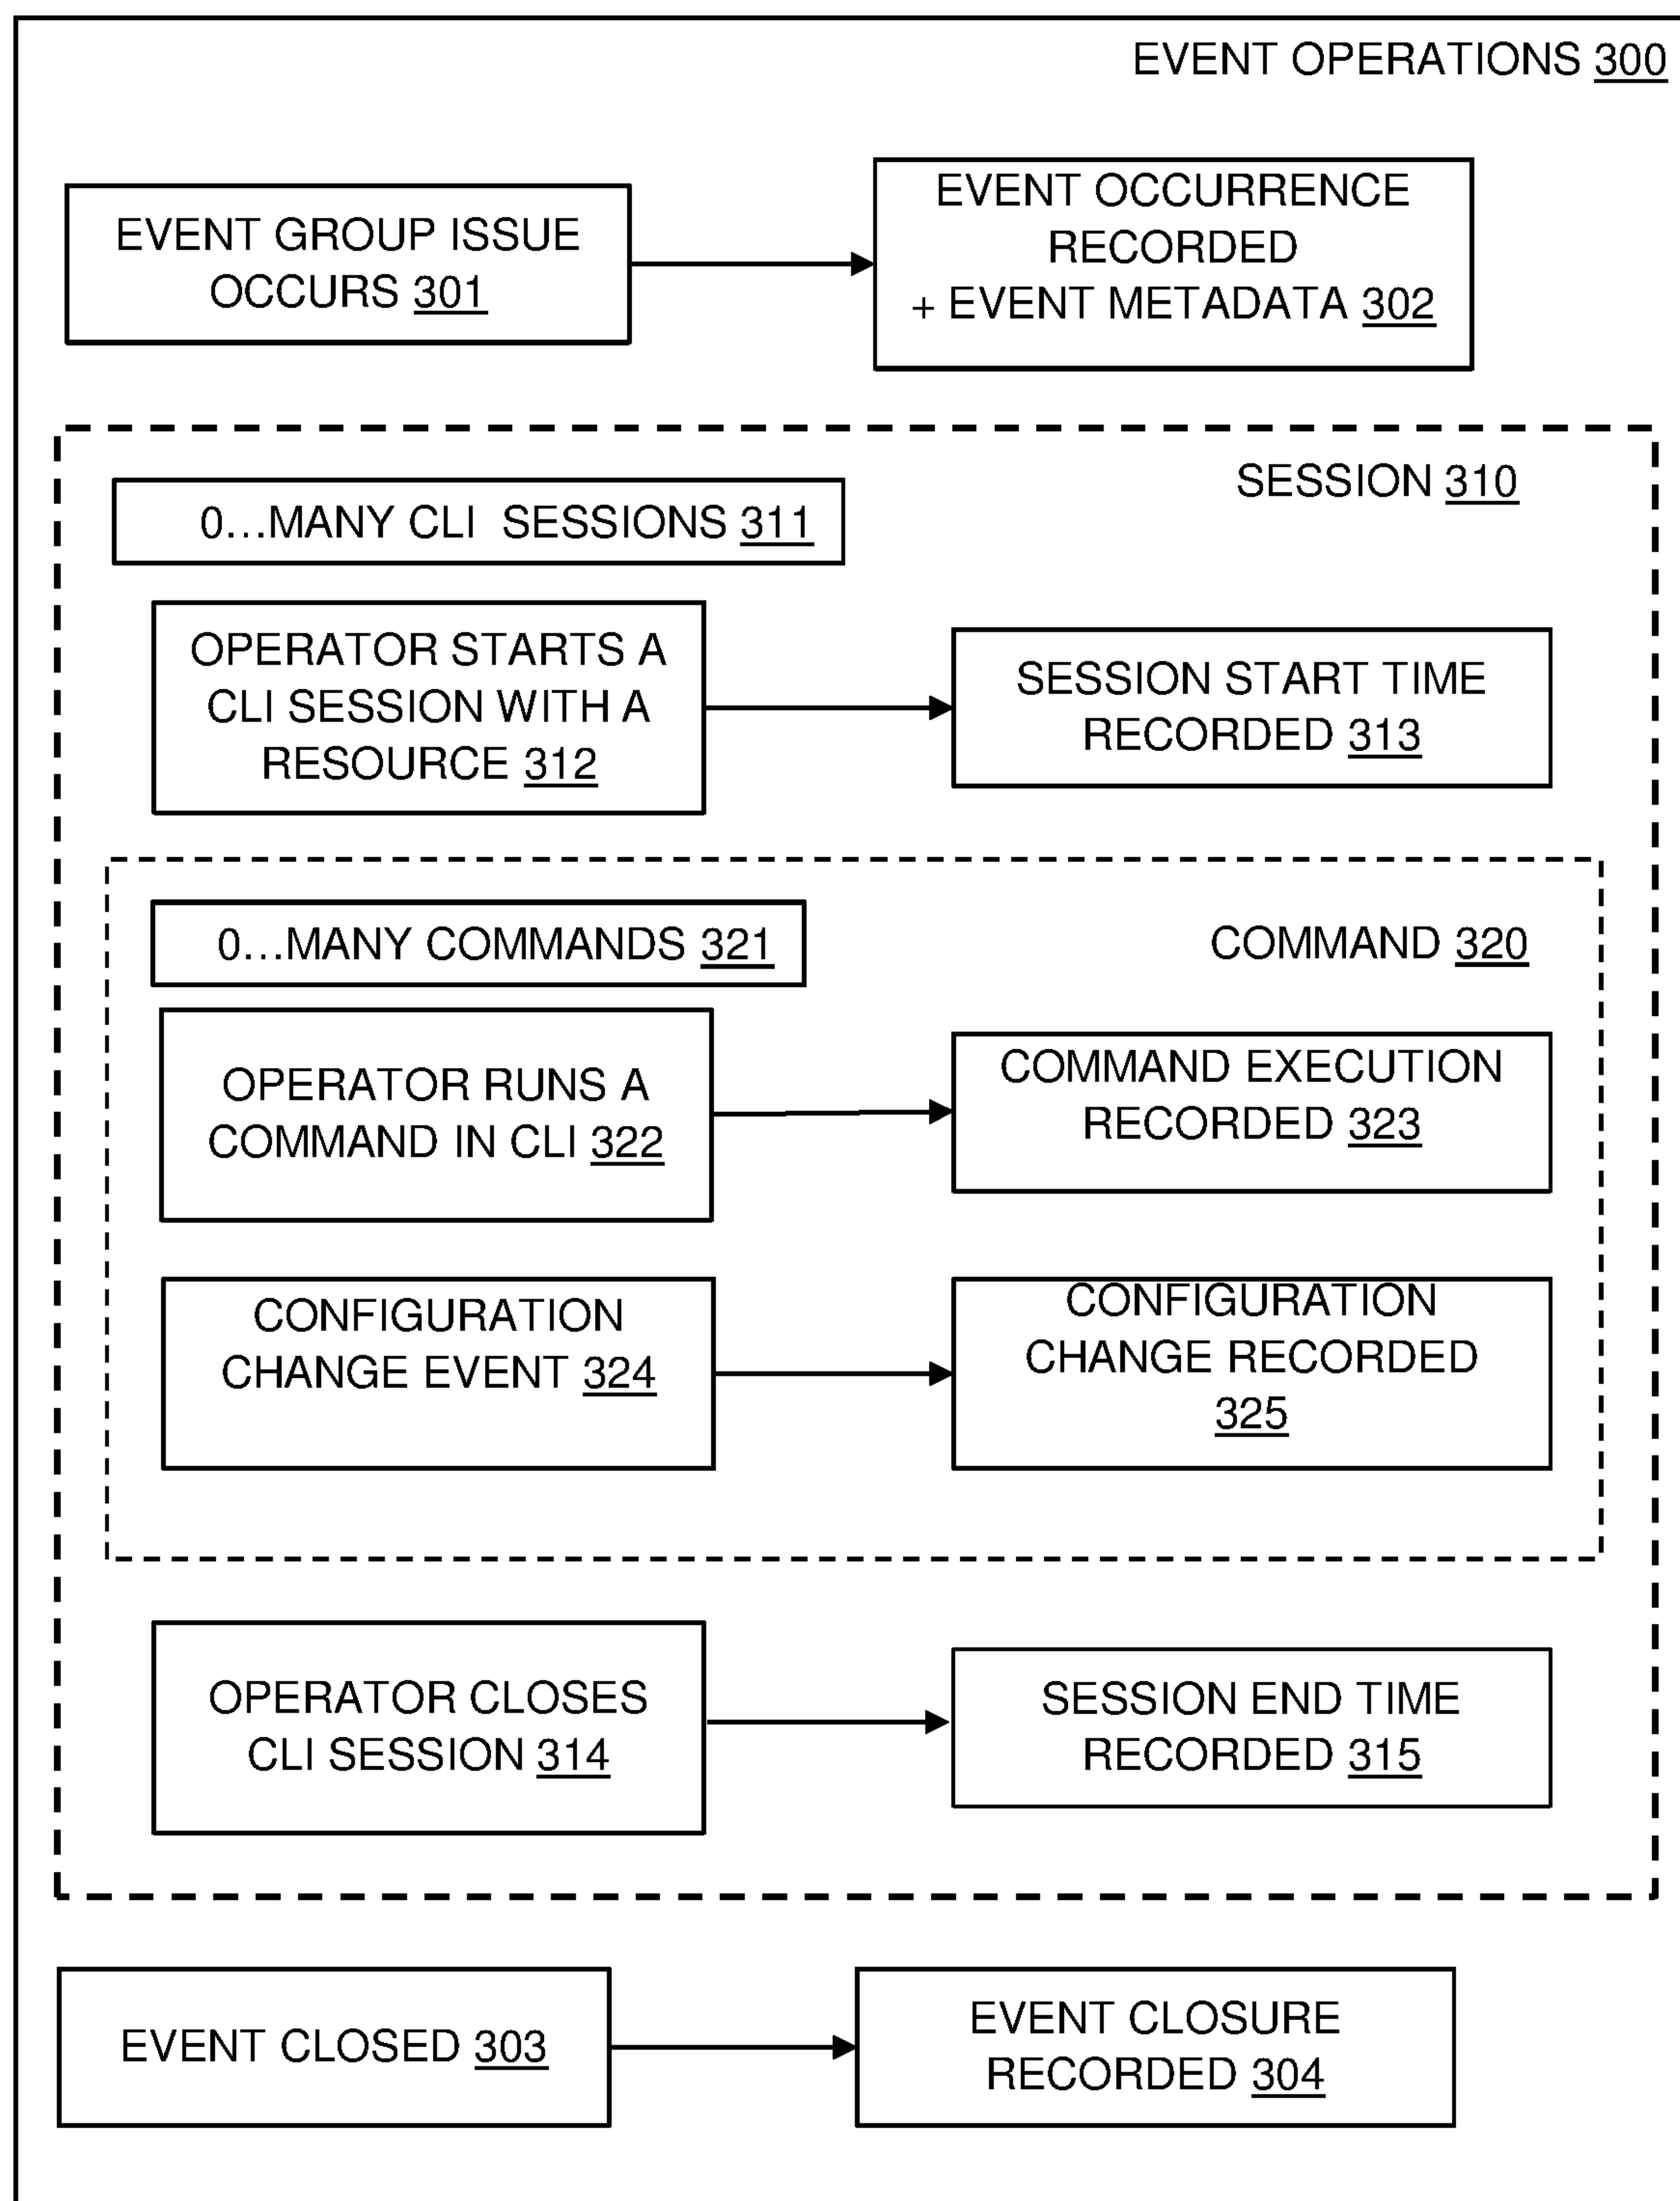 EVENT OPERATIONS 300
EVENT GROUP ISSUE
OCCURS 301
EVENT OCCURRENCE
RECORDED
+ EVENT METADATA 302
SESSION 310
0...MANY CLI SESSIONS 311
OPERATOR STARTS A
CLI SESSION WITH A
RESOURCE 312
SESSION START TIME
RECORDED 313
0...MANY COMMANDS 321
COMMAND 320
OPERATOR RUNS A
COMMAND IN CLI 322
COMMAND EXECUTION
RECORDED 323
CONFIGURATION
CHANGE EVENT 324
CONFIGURATION
CHANGE RECORDED
325
OPERATOR CLOSES
CLI SESSION 314
SESSION END TIME
RECORDED 315
EVENT CLOSED 303
EVENT CLOSURE
RECORDED 304